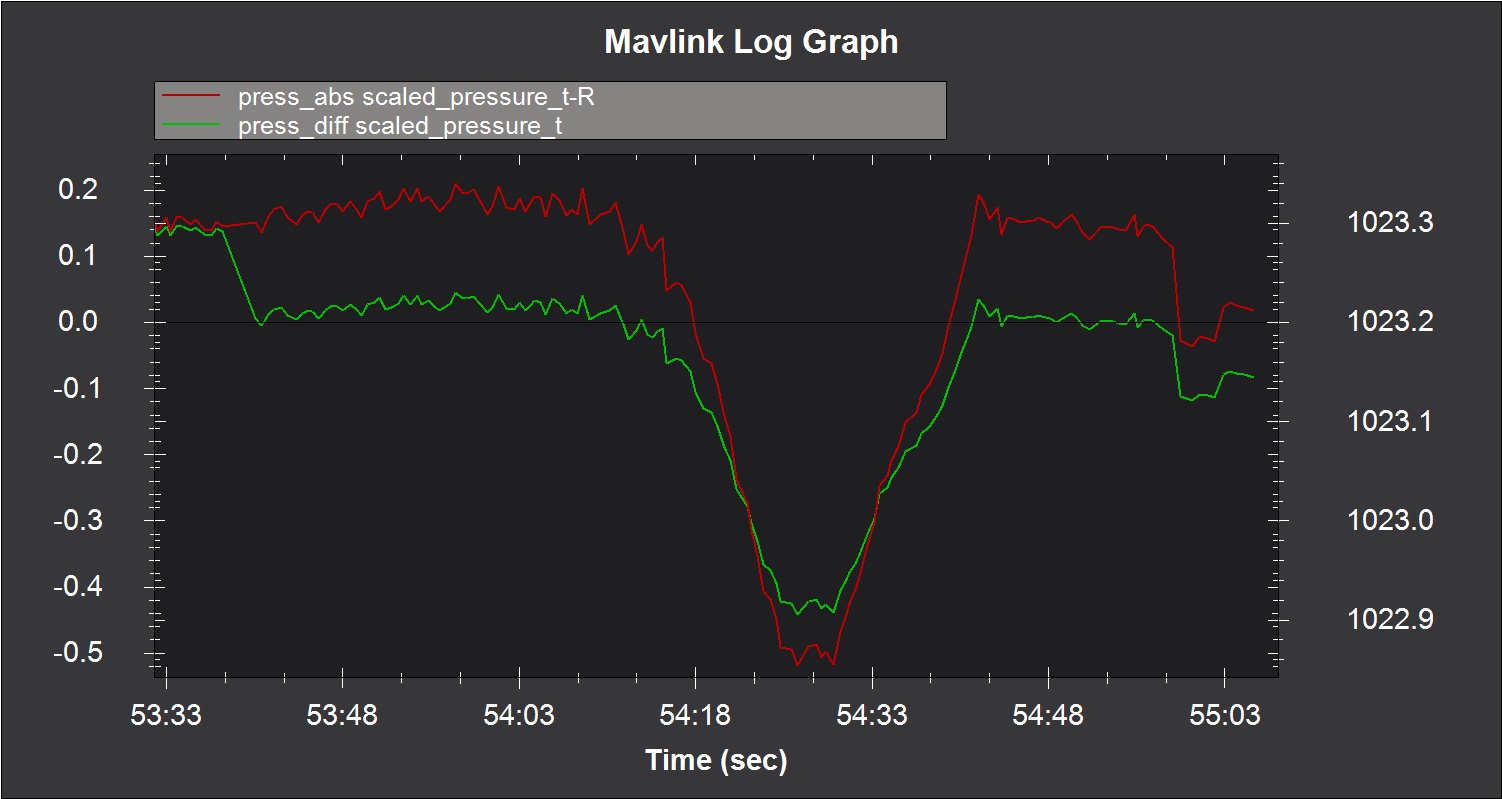 Mavlink Log Graph
press_abs scaled_pressure_t-R
press_diff scaled_pressure_t
0.2
0.1
0.0
-0.1
-0.2
-0.3
-0.4
-0.5
1023.3
1023.2
1023.1
1023.0
1022.9
53:33 53:48 54:03 54:18 54:33 54:48 55:03
Time (sec)